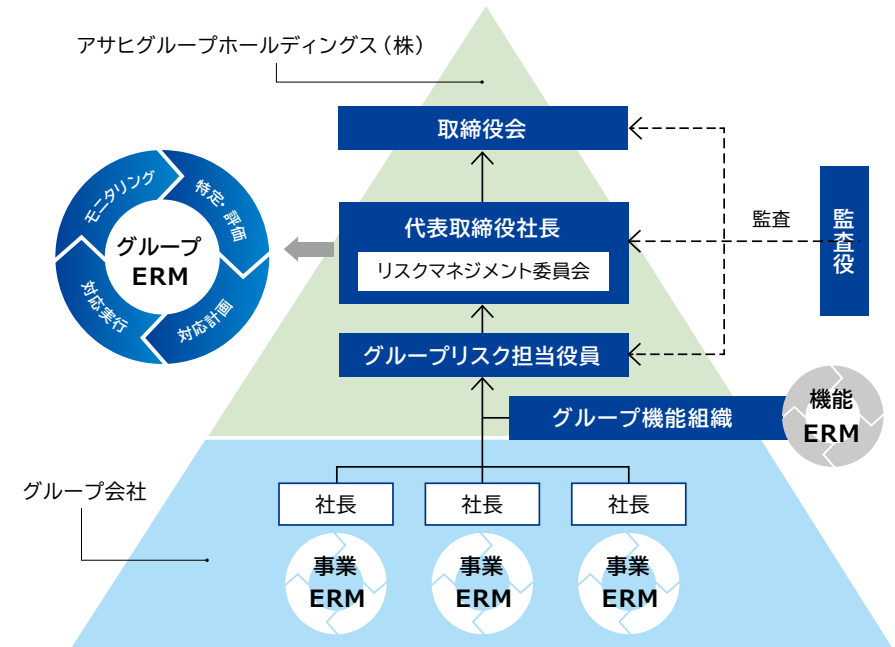 アサヒグループホールディングス（株）
取締役会
モニタリング
特定・評価
グループ
ERM
対応実行
対応計画
代表取締役社長
リスクマネジメント委員会
監査
監査役
グループリスク担当役員
グループ機能組織
機能
ERM
グループ会社
社長
社長
社長
事業
ERM
事業
ERM
事業
ERM